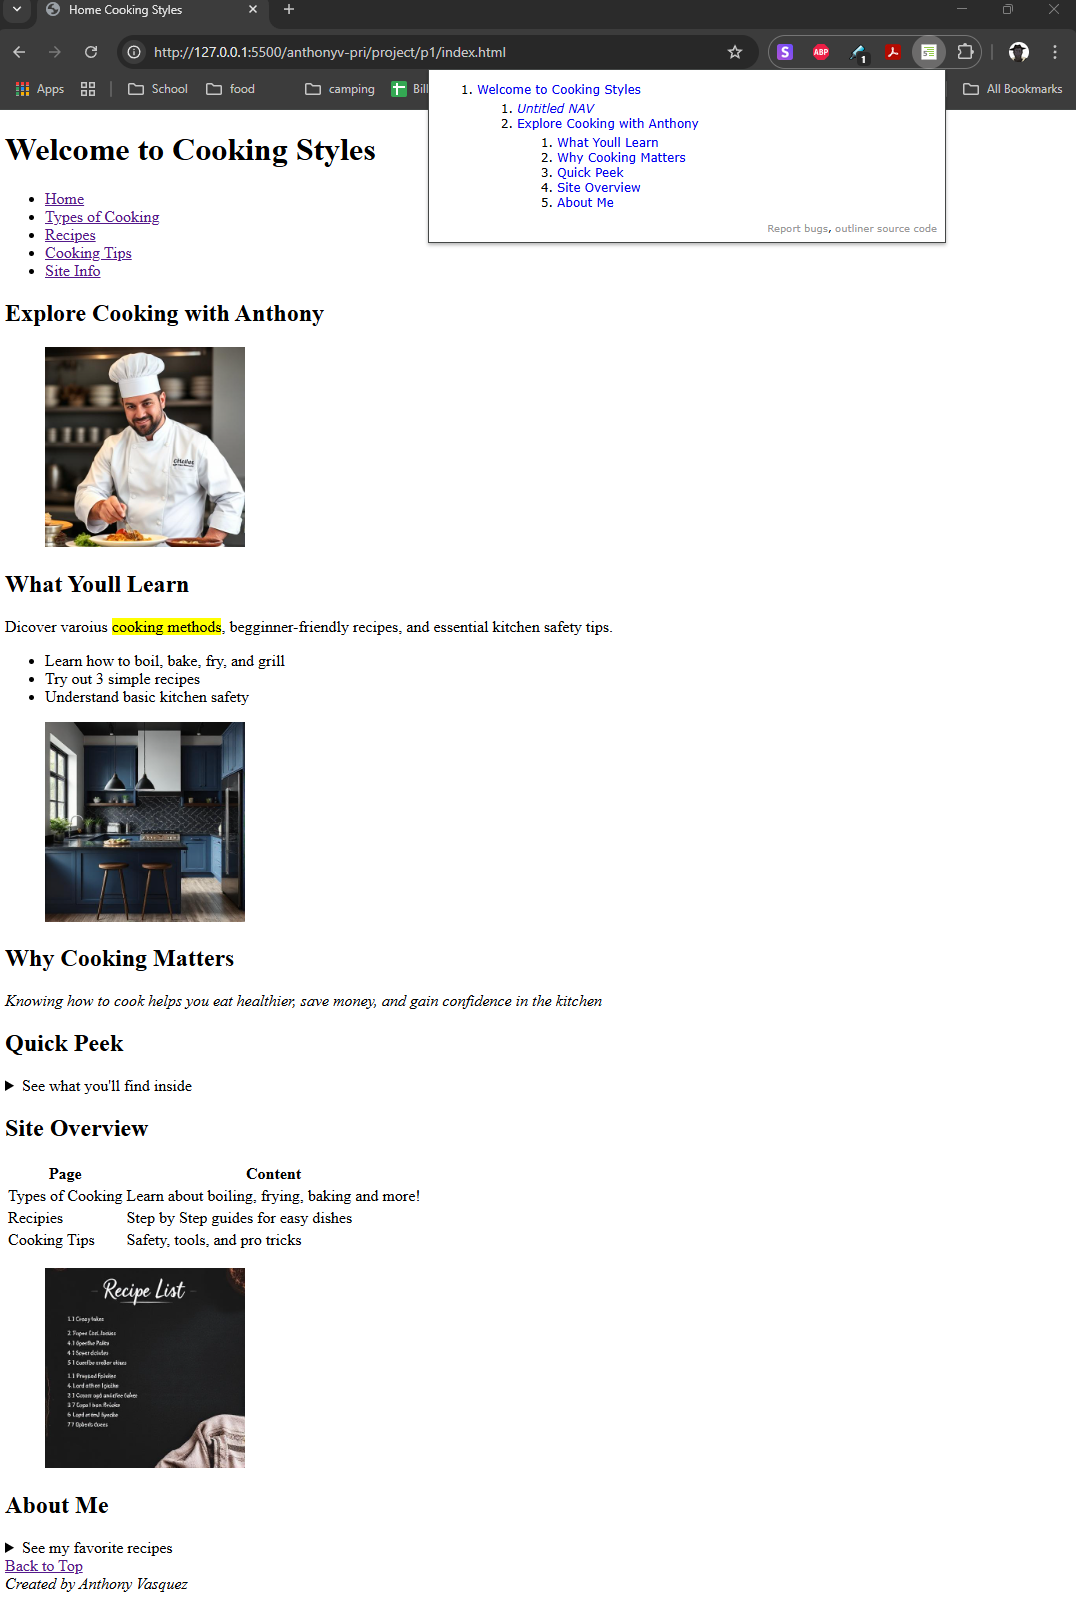 Home Cooking Styles
http://127.0.0.1:5500/anthonyv-pri/project/p1/index.html
S ABP 1
Apps School food camping Bill All Bookmarks
1. Welcome to Cooking Styles
1. Untitled NAV
2. Explore Cooking with Anthony
1. What Youll Learn
2. Why Cooking Matters
3. Quick Peek
4. Site Overview
5. About Me
Report bugs, outliner source code
Welcome to Cooking Styles
Home
Types of Cooking
Recipes
Cooking Tips
Site Info
Explore Cooking with Anthony
What Youll Learn
Dicover varoius cooking methods, begginner-friendly recipes, and essential kitchen safety tips.
Learn how to boil, bake, fry, and grill
Try out 3 simple recipes
Understand basic kitchen safety
Why Cooking Matters
Knowing how to cook helps you eat healthier, save money, and gain confidence in the kitchen
Quick Peek
See what you'll find inside
Site Overview
Page Content
Types of Cooking Learn about boiling, frying, baking and more!
Recipies Step by Step guides for easy dishes
Cooking Tips Safety, tools, and pro tricks
Recipe List
About Me
See my favorite recipes
Back to Top
Created by Anthony Vasquez